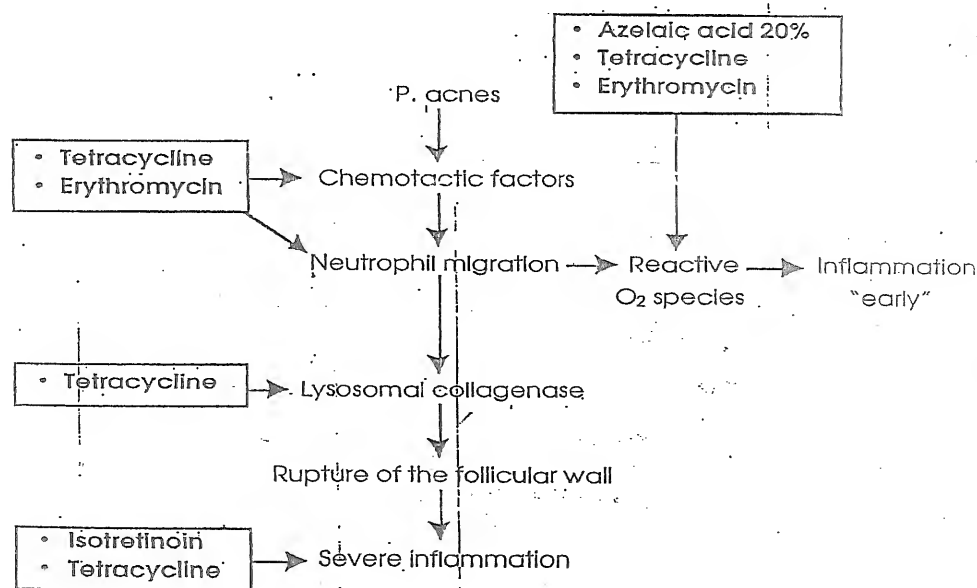 • Azelaic acid 20%
• Tetracycline
• Erythromycin
P. acnes
• Tetracycline
• Erythromycin
Chemotactic factors
Neutrophil migration
Reactive
O₂ species
Inflammation
"early"
• Tetracycline
Lysosomal collagenase
Rupture of the follicular wall
• Isotretinoin
• Tetracycline
Severe inflammation